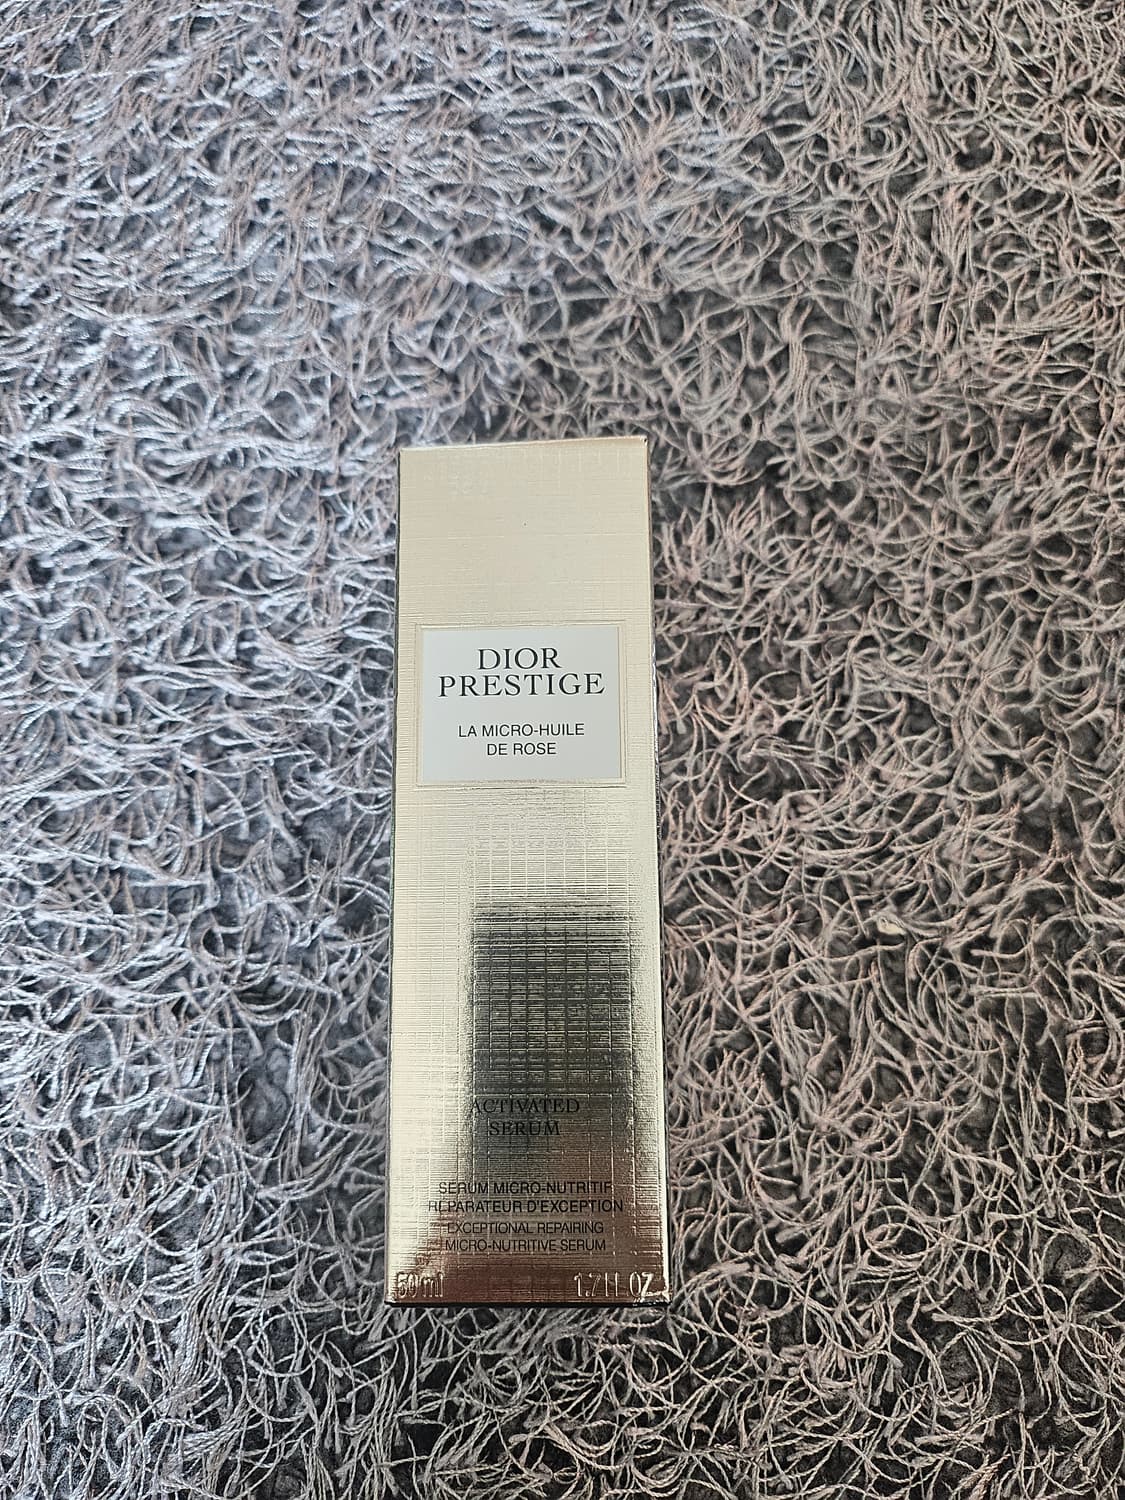 DIOR
PRESTIGE
LA MICRO-HUILE
DE ROSE
ACTIVATED
SERUM
SÉRUM MICRO-NUTRITIF
RÉPARATEUR D'EXCEPTION
EXCEPTIONAL REPAIRING
MICRO-NUTRITIVE SERUM
50 ml 1.7 fl OZ